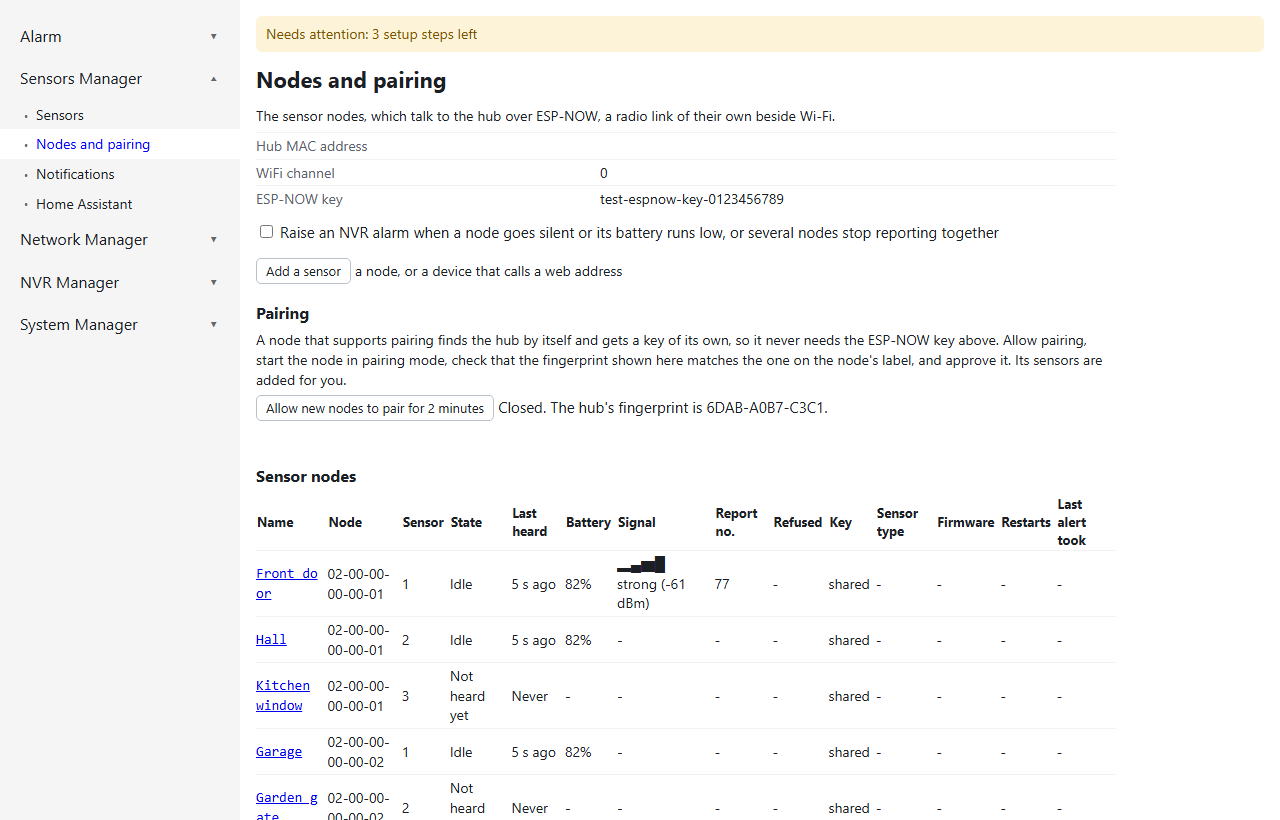 Needs attention: 3 setup steps left
Alarm
Sensors Manager
Sensors
Nodes and pairing
Notifications
Home Assistant
Network Manager
NVR Manager
System Manager
Nodes and pairing
The sensor nodes, which talk to the hub over ESP-NOW, a radio link of their own beside Wi-Fi.
Hub MAC address
WiFi channel 0
ESP-NOW key test-espnow-key-0123456789
Raise an NVR alarm when a node goes silent or its battery runs low, or several nodes stop reporting together
Add a sensor a node, or a device that calls a web address
Pairing
A node that supports pairing finds the hub by itself and gets a key of its own, so it never needs the ESP-NOW key above. Allow pairing,
start the node in pairing mode, check that the fingerprint shown here matches the one on the node's label, and approve it. Its sensors are
added for you.
Allow new nodes to pair for 2 minutes Closed. The hub's fingerprint is 6DAB-A0B7-C3C1.
Sensor nodes
Name Node Sensor State Last heard Battery Signal Report no. Refused Key Sensor type Firmware Restarts Last alert took
Front door 02-00-00-00-00-01 1 Idle 5 s ago 82% strong (-61 dBm) 77 - shared - - - -
Hall 02-00-00-00-00-01 2 Idle 5 s ago 82% - - - shared - - - -
Kitchen window 02-00-00-00-00-01 3 Not heard yet Never - - - - shared - - - -
Garage 02-00-00-00-00-02 1 Idle 5 s ago 82% - - - shared - - - -
Garden gate 02-00-00-00-00-02 2 Not heard Never - - - - shared - - - -